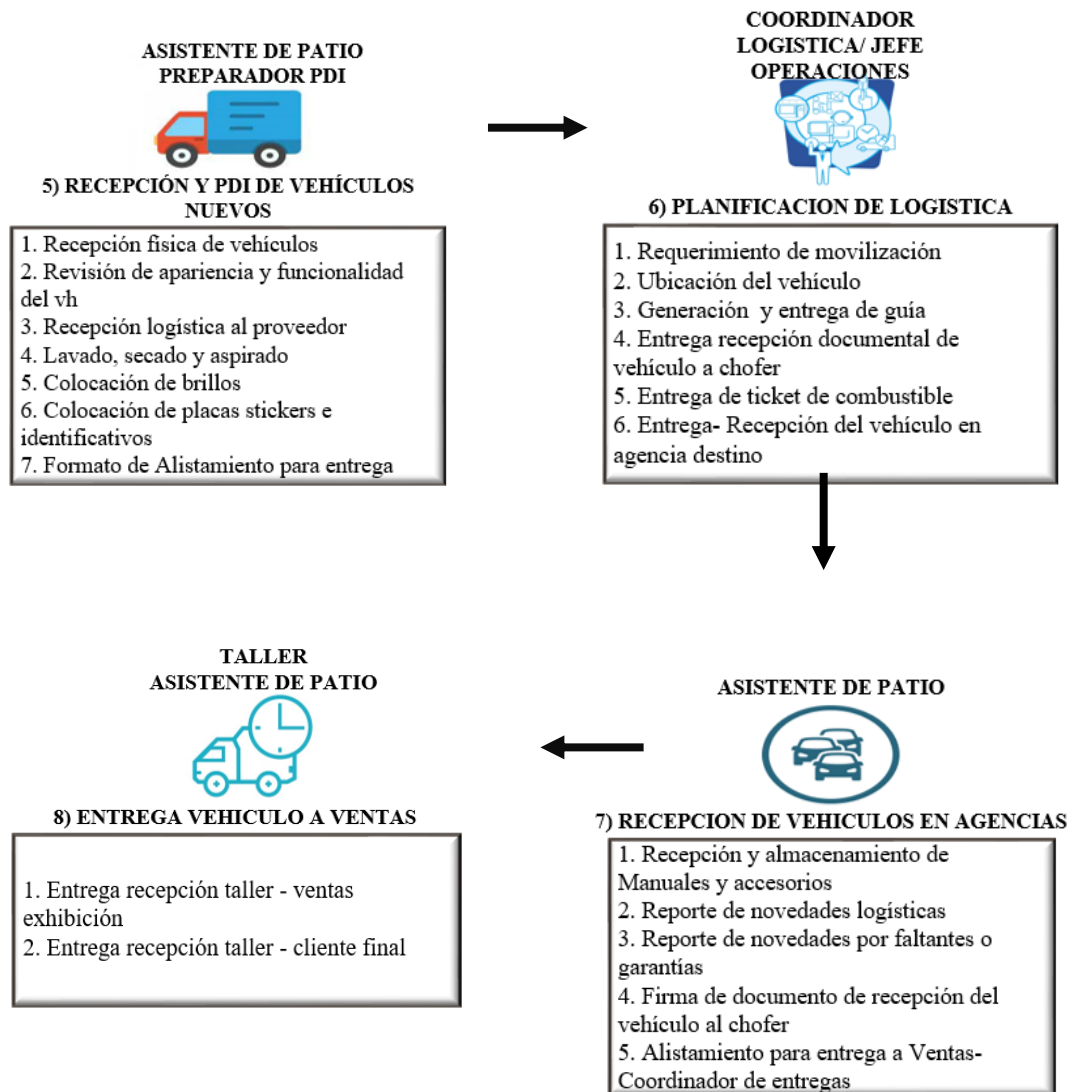 ASISTENTE DE PATIO
PREPARADOR PDI
5) RECEPCIÓN Y PDI DE VEHÍCULOS
NUEVOS
1. Recepción física de vehículos
2. Revisión de apariencia y funcionalidad
del vh
3. Recepción logística al proveedor
4. Lavado, secado y aspirado
5. Colocación de brillos
6. Colocación de placas stickers e
identificativos
7. Formato de Alistamiento para entrega
COORDINADOR
LOGISTICA/ JEFE
OPERACIONES
6) PLANIFICACION DE LOGISTICA
1. Requerimiento de movilización
2. Ubicación del vehículo
3. Generación y entrega de guía
4. Entrega recepción documental de
vehículo a chofer
5. Entrega de ticket de combustible
6. Entrega- Recepción del vehículo en
agencia destino
ASISTENTE DE PATIO
7) RECEPCION DE VEHICULOS EN AGENCIAS
1. Recepción y almacenamiento de
Manuales y accesorios
2. Reporte de novedades logísticas
3. Reporte de novedades por faltantes o
garantías
4. Firma de documento de recepción del
vehículo al chofer
5. Alistamiento para entrega a Ventas-
Coordinador de entregas
TALLER
ASISTENTE DE PATIO
8) ENTREGA VEHICULO A VENTAS
1. Entrega recepción taller - ventas
exhibición
2. Entrega recepción taller - cliente final